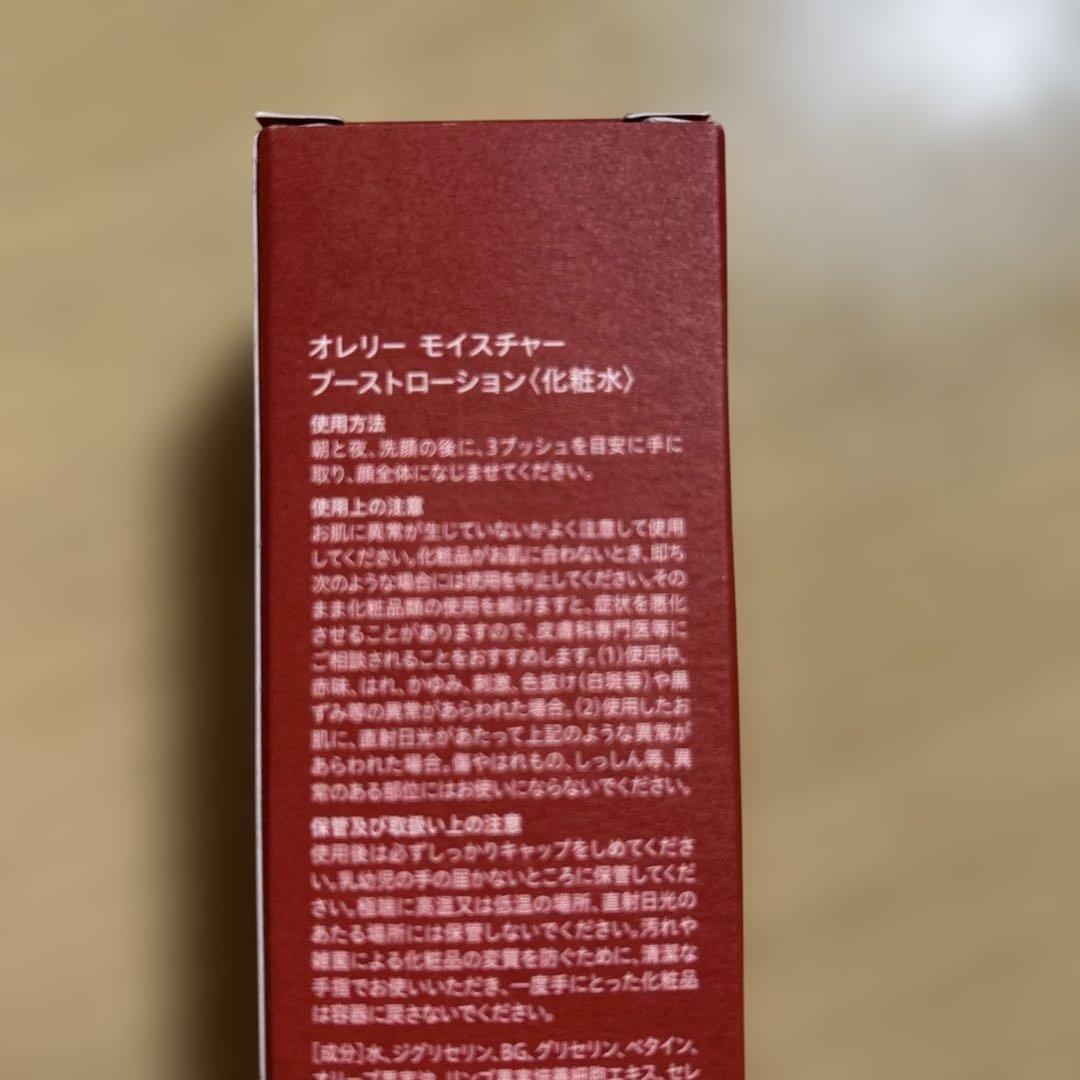 オレリー モイスチャー
ブーストローション〈化粧水〉
使用方法
朝と夜、洗顔の後に、3プッシュを目安に手に
取り、顔全体になじませてください。
使用上の注意
お肌に異常が生じていないかよく注意して使用
してください。化粧品がお肌に合わないとき、即ち
次のような場合には使用を中止してください。その
まま化粧品類の使用を続けますと、症状を悪化
させることがありますので、皮膚科専門医等に
ご相談されることをおすすめします。(1)使用中、
赤味、はれ、かゆみ、刺激、色抜け(白斑等)や黒
ずみ等の異常があらわれた場合。(2)使用したお
肌に、直射日光があたって上記のような異常が
あらわれた場合。傷やはれもの、しっしん等、異
常のある部位にはお使いにならないでください。
保管及び取扱い上の注意
使用後は必ずしっかりキャップをしめてくださ
い。乳幼児の手の届かないところに保管してくだ
さい。極端に高温又は低温の場所、直射日光の
あたる場所には保管しないでください。汚れや
雑菌による化粧品の変質を防ぐために、清潔な
手指でお使いいただき、一度手にとった化粧品
は容器に戻さないでください。
[成分]水、ジグリセリン、BG、グリセリン、ベタイン、
オリーブ果実油、リンゴ果実培養細胞エキス、セレ